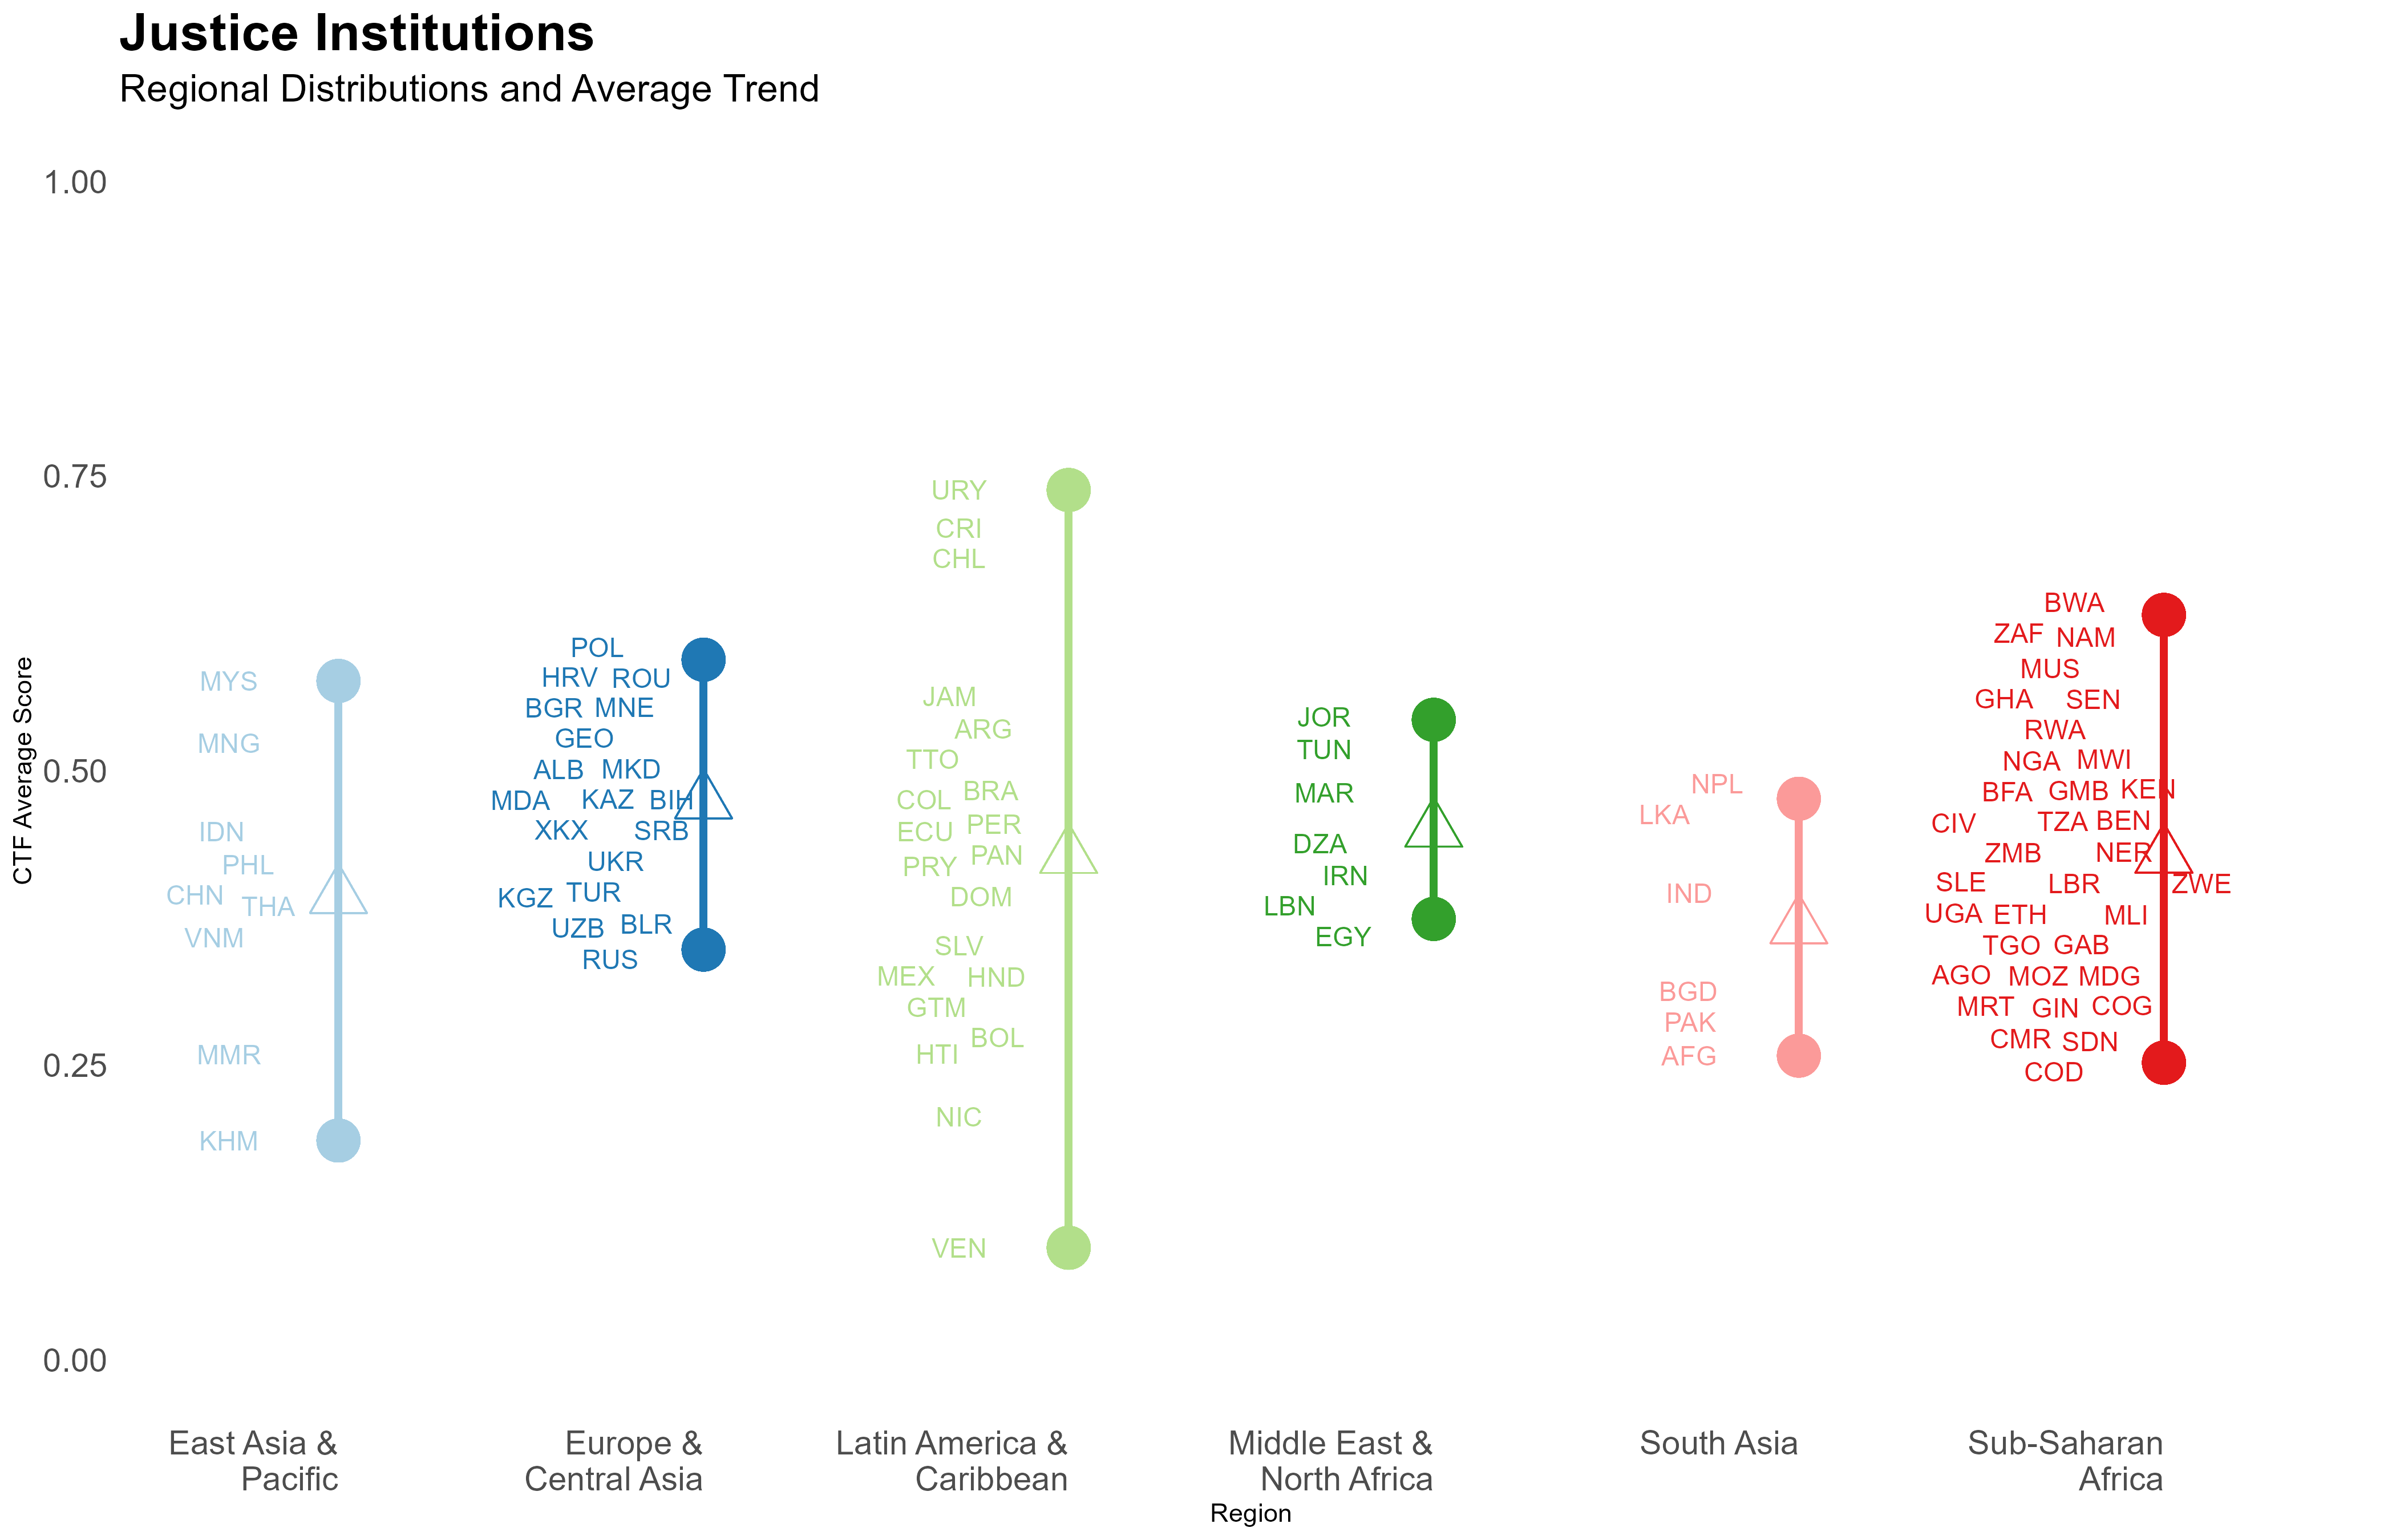 Justice Institutions
Regional Distributions and Average Trend
CTF Average Score
1.00
0.75
0.50
0.25
0.00
MYS
MNG
IDN
PHL
CHN THA
VNM
MMR
KHM
POL
HRV ROU
BGR MNE
GEO
ALB MKD
MDA KAZ BIH
XKX SRB
UKR
KGZ TUR
UZB BLR
RUS
URY
CRI
CHL
JAM
ARG
TTO
COL BRA
ECU PER
PRY PAN
DOM
SLV
MEX HND
GTM
BOL
HTI
NIC
VEN
JOR
TUN
MAR
DZA
IRN
LBN
EGY
NPL
LKA
IND
BGD
PAK
AFG
BWA
ZAF NAM
MUS
GHA SEN
RWA
NGA MWI
BFA GMB KEN
CIV TZA BEN
ZMB NER
SLE LBR ZWE
UGA ETH MLI
TGO GAB
AGO MOZ MDG
MRT GIN COG
CMR SDN
COD
East Asia &
Pacific
Europe &
Central Asia
Latin America &
Caribbean
Middle East &
North Africa
South Asia
Sub-Saharan
Africa
Region